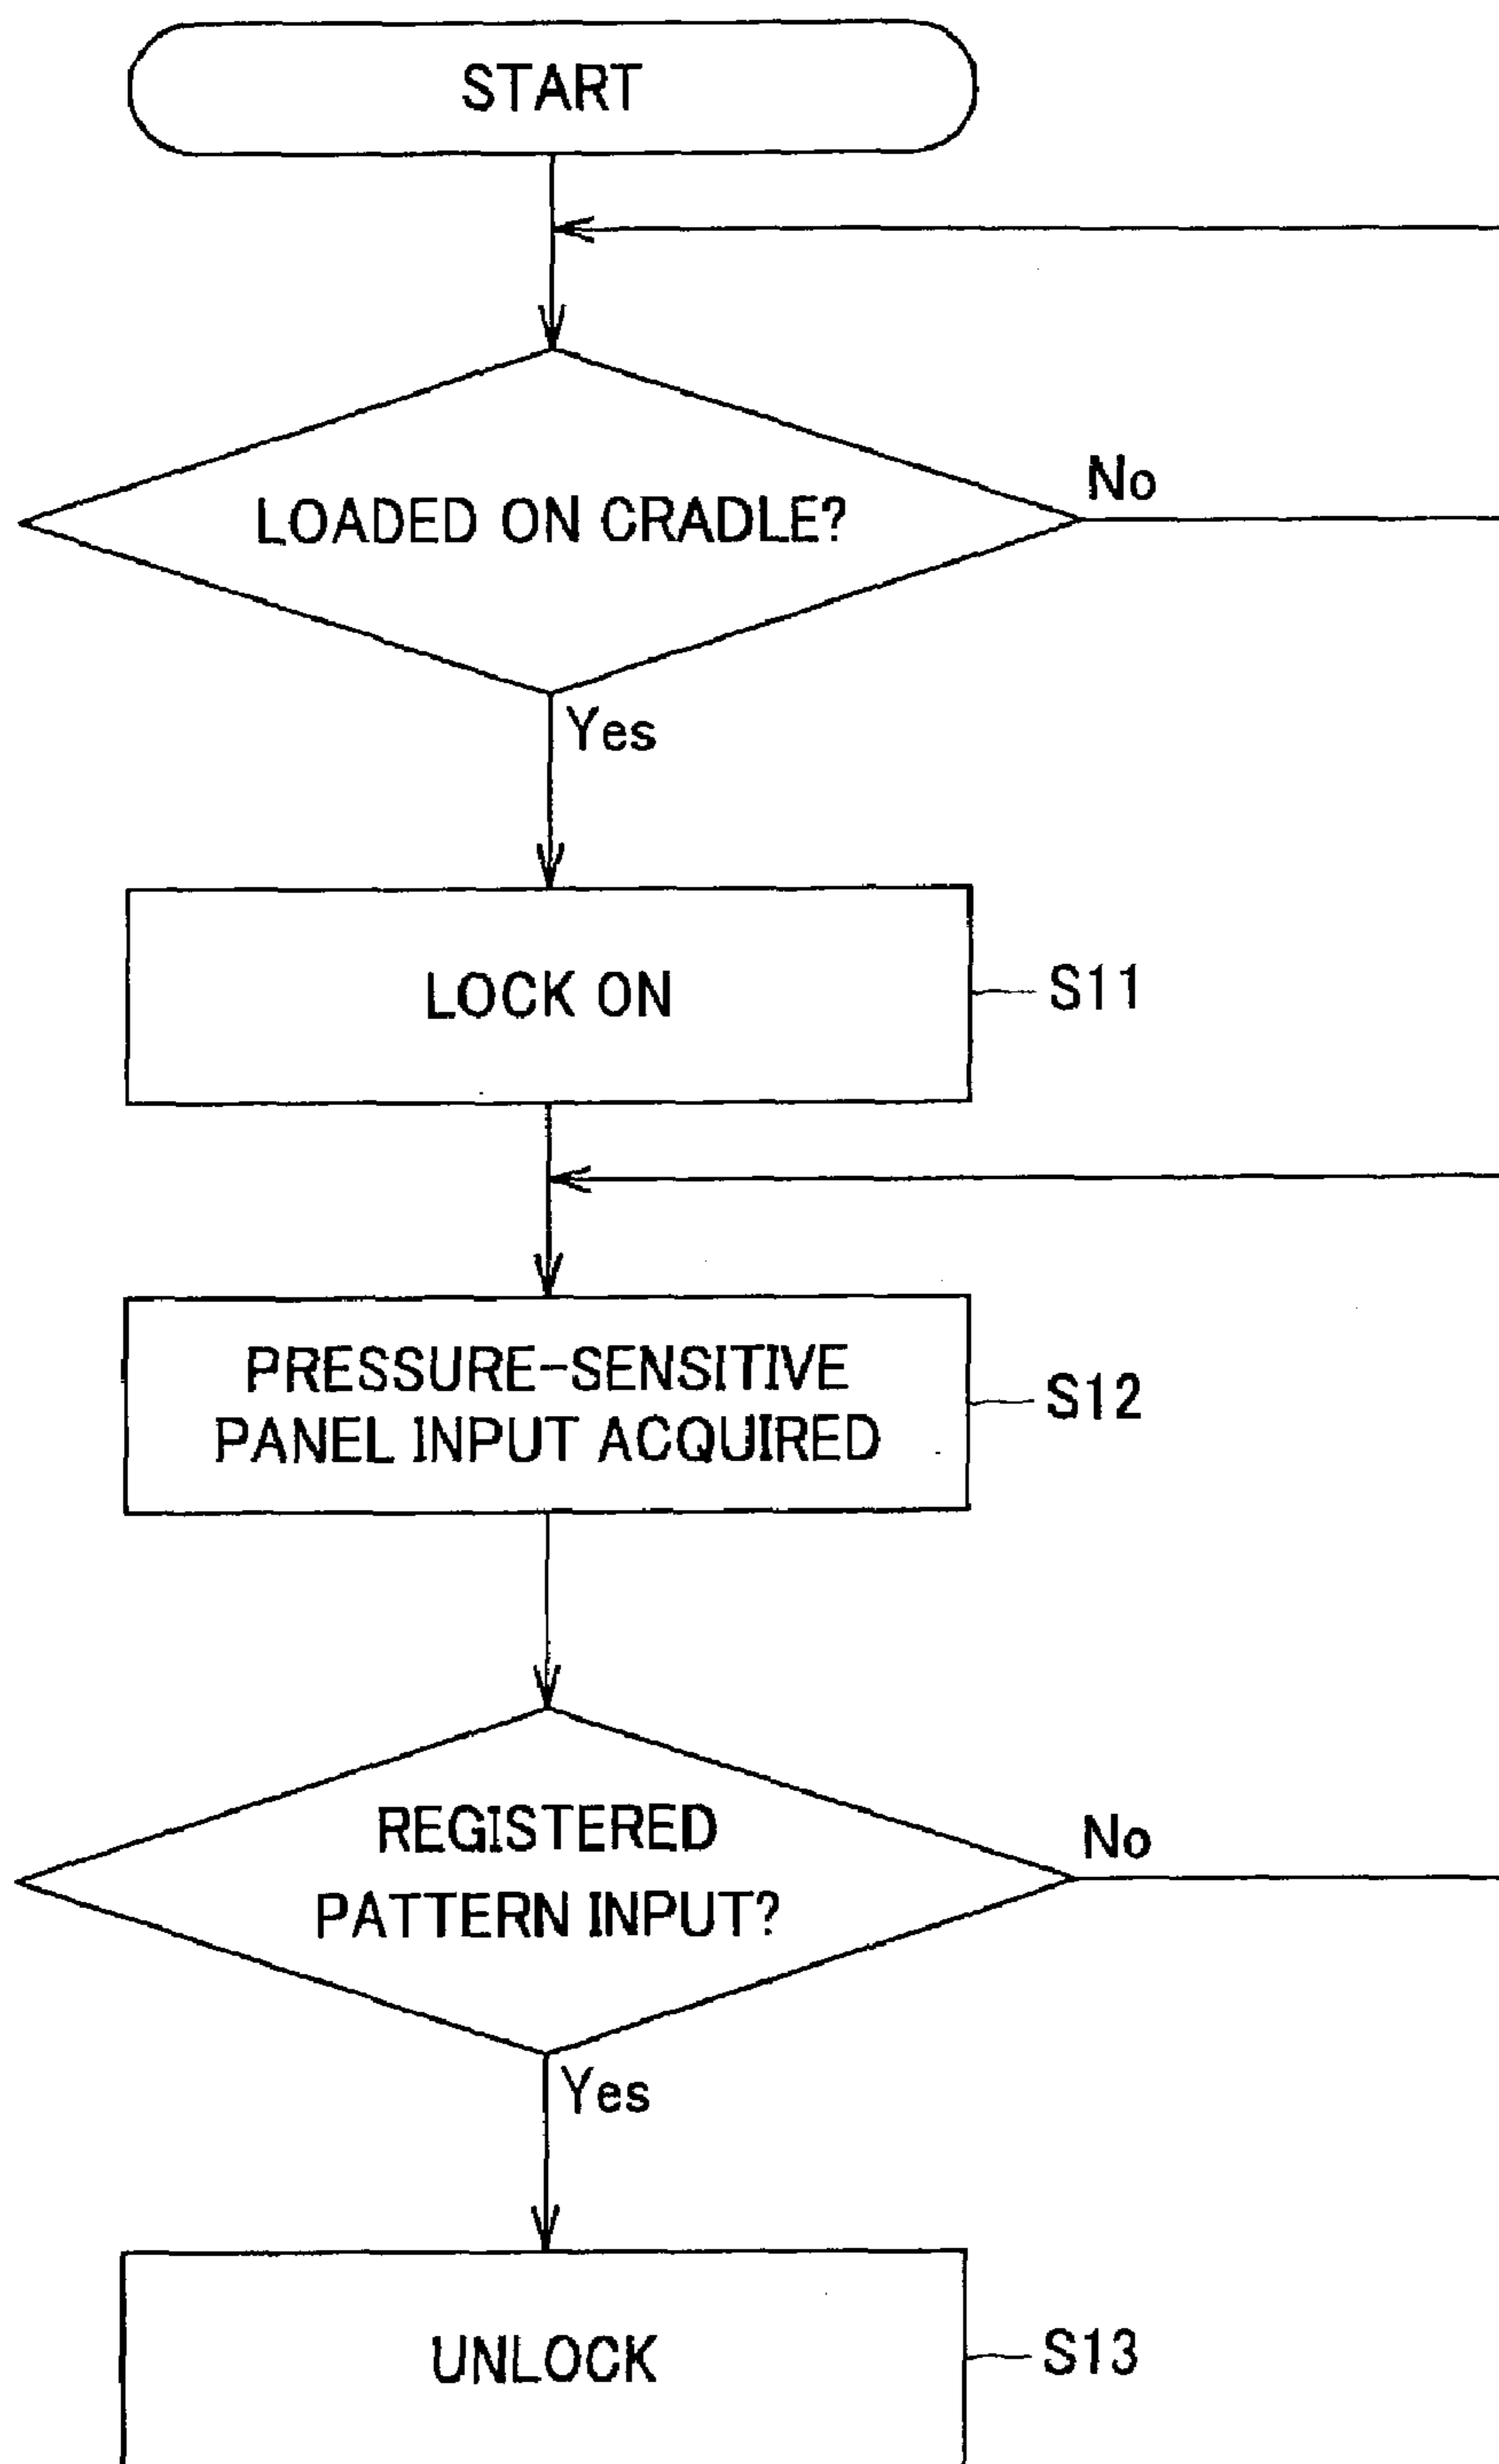 START
LOADED ON CRADLE?
No
Yes
LOCK ON
S11
PRESSURE-SENSITIVE
PANEL INPUT ACQUIRED
S12
REGISTERED
PATTERN INPUT?
No
Yes
UNLOCK
S13